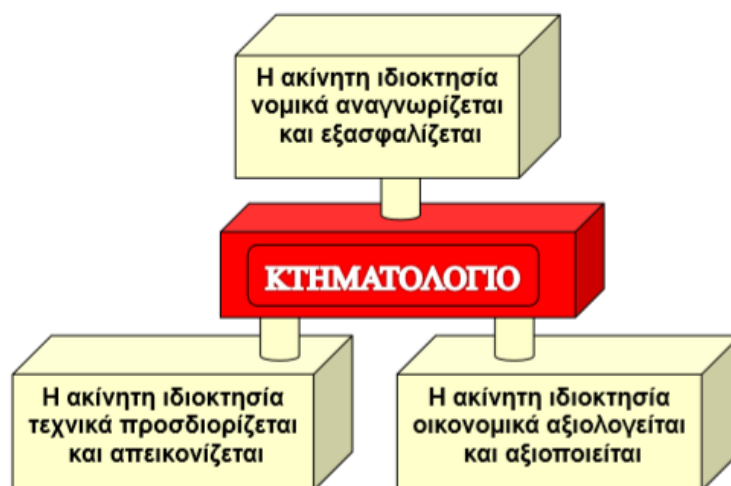 Η ακίνητη ιδιοκτησία
νομικά αναγνωρίζεται
και εξασφαλίζεται
ΚΤΗΜΑΤΟΛΟΓΙΟ
Η ακίνητη ιδιοκτησία
τεχνικά προσδιορίζεται
και απεικονίζεται
Η ακίνητη ιδιοκτησία
οικονομικά αξιολογείται
και αξιοποιείται